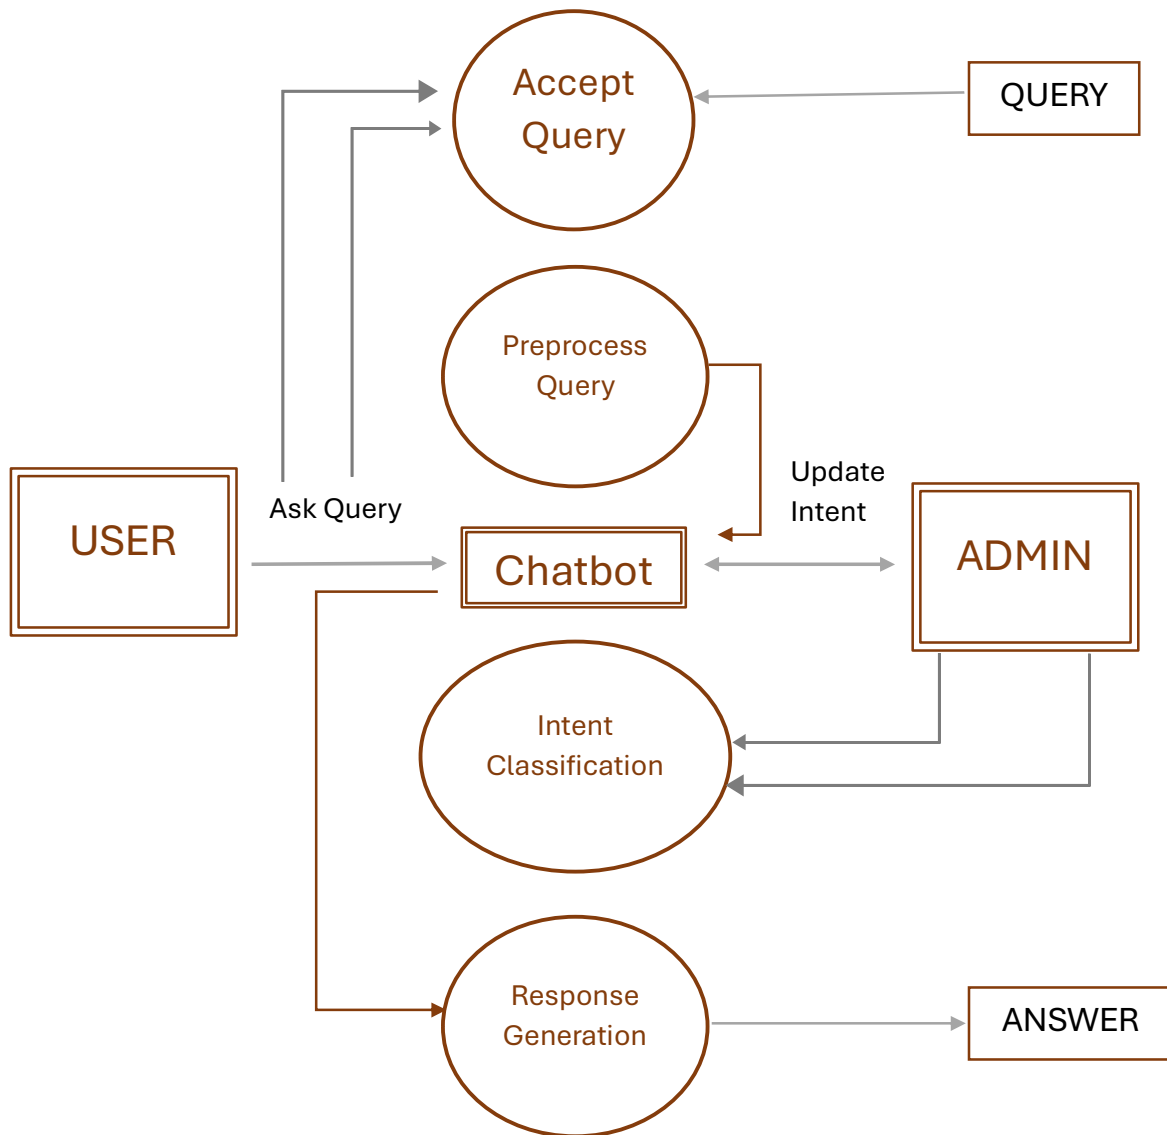 Accept
Query
QUERY
Preprocess
Query
Update
Intent
Ask Query
USER
Chatbot
ADMIN
Intent
Classification
Response
Generation
ANSWER